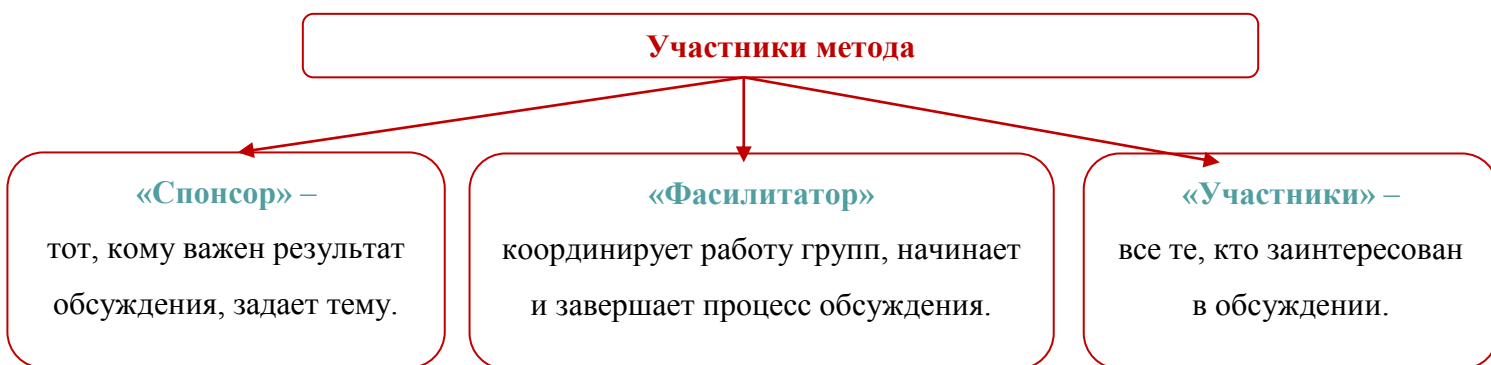 Участники метода
«Спонсор» –
тот, кому важен результат
обсуждения, задает тему.
«Фасилитатор»
координирует работу групп, начинает
и завершает процесс обсуждения.
«Участники» –
все те, кто заинтересован
в обсуждении.